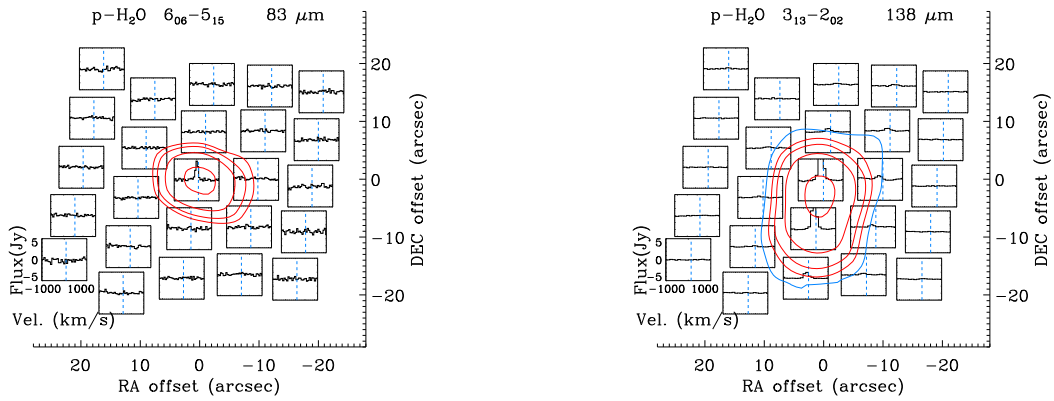 p-H₂O 6₀₆-5₁₅ 83 μm
20
10
0
-10
-20
DEC offset (arcsec)
Flux(Jy)
5
0
-5
-1000 1000
Vel. (km/s)
20 10 0 -10 -20
RA offset (arcsec)
p-H₂O 3₁₃-2₀₂ 138 μm
20
10
0
-10
-20
DEC offset (arcsec)
Flux(Jy)
5
0
-5
-1000 1000
Vel. (km/s)
20 10 0 -10 -20
RA offset (arcsec)